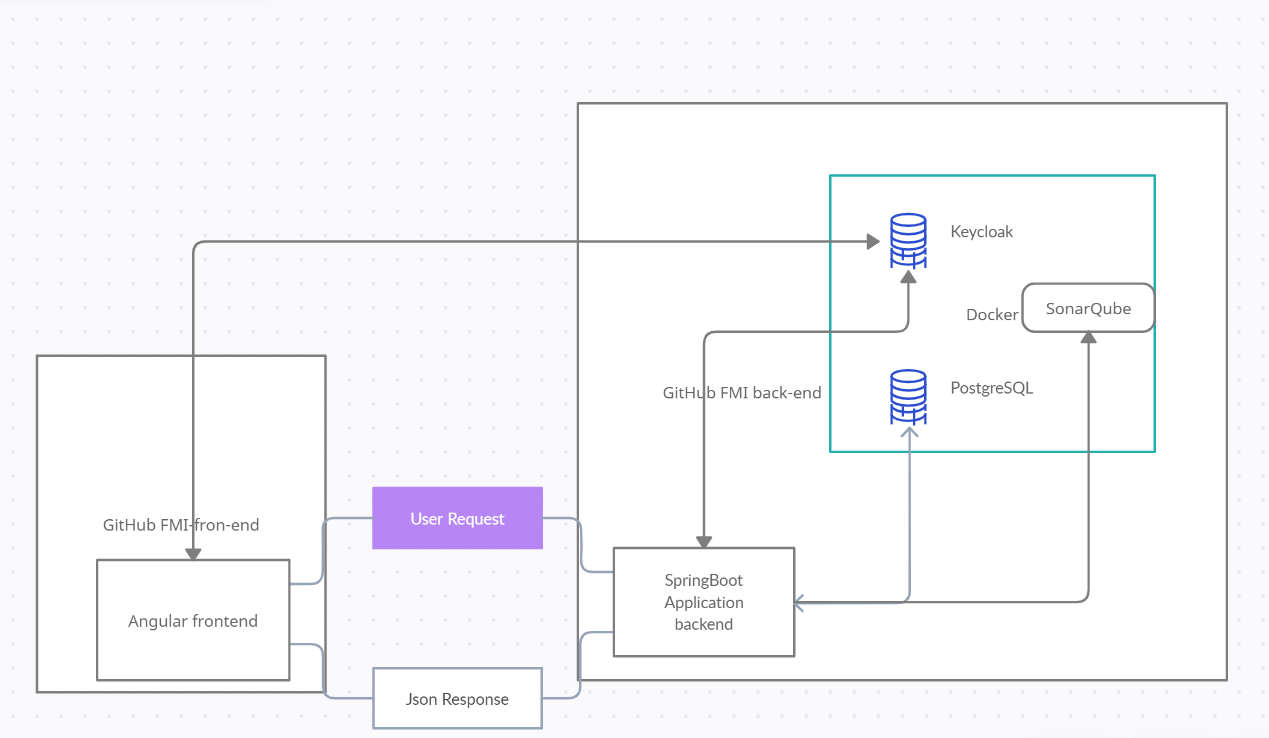 Keycloak
SonarQube
Docker
PostgreSQL
GitHub FMI back-end
GitHub FMI-fron-end
User Request
SpringBoot
Application
backend
Angular frontend
Json Response